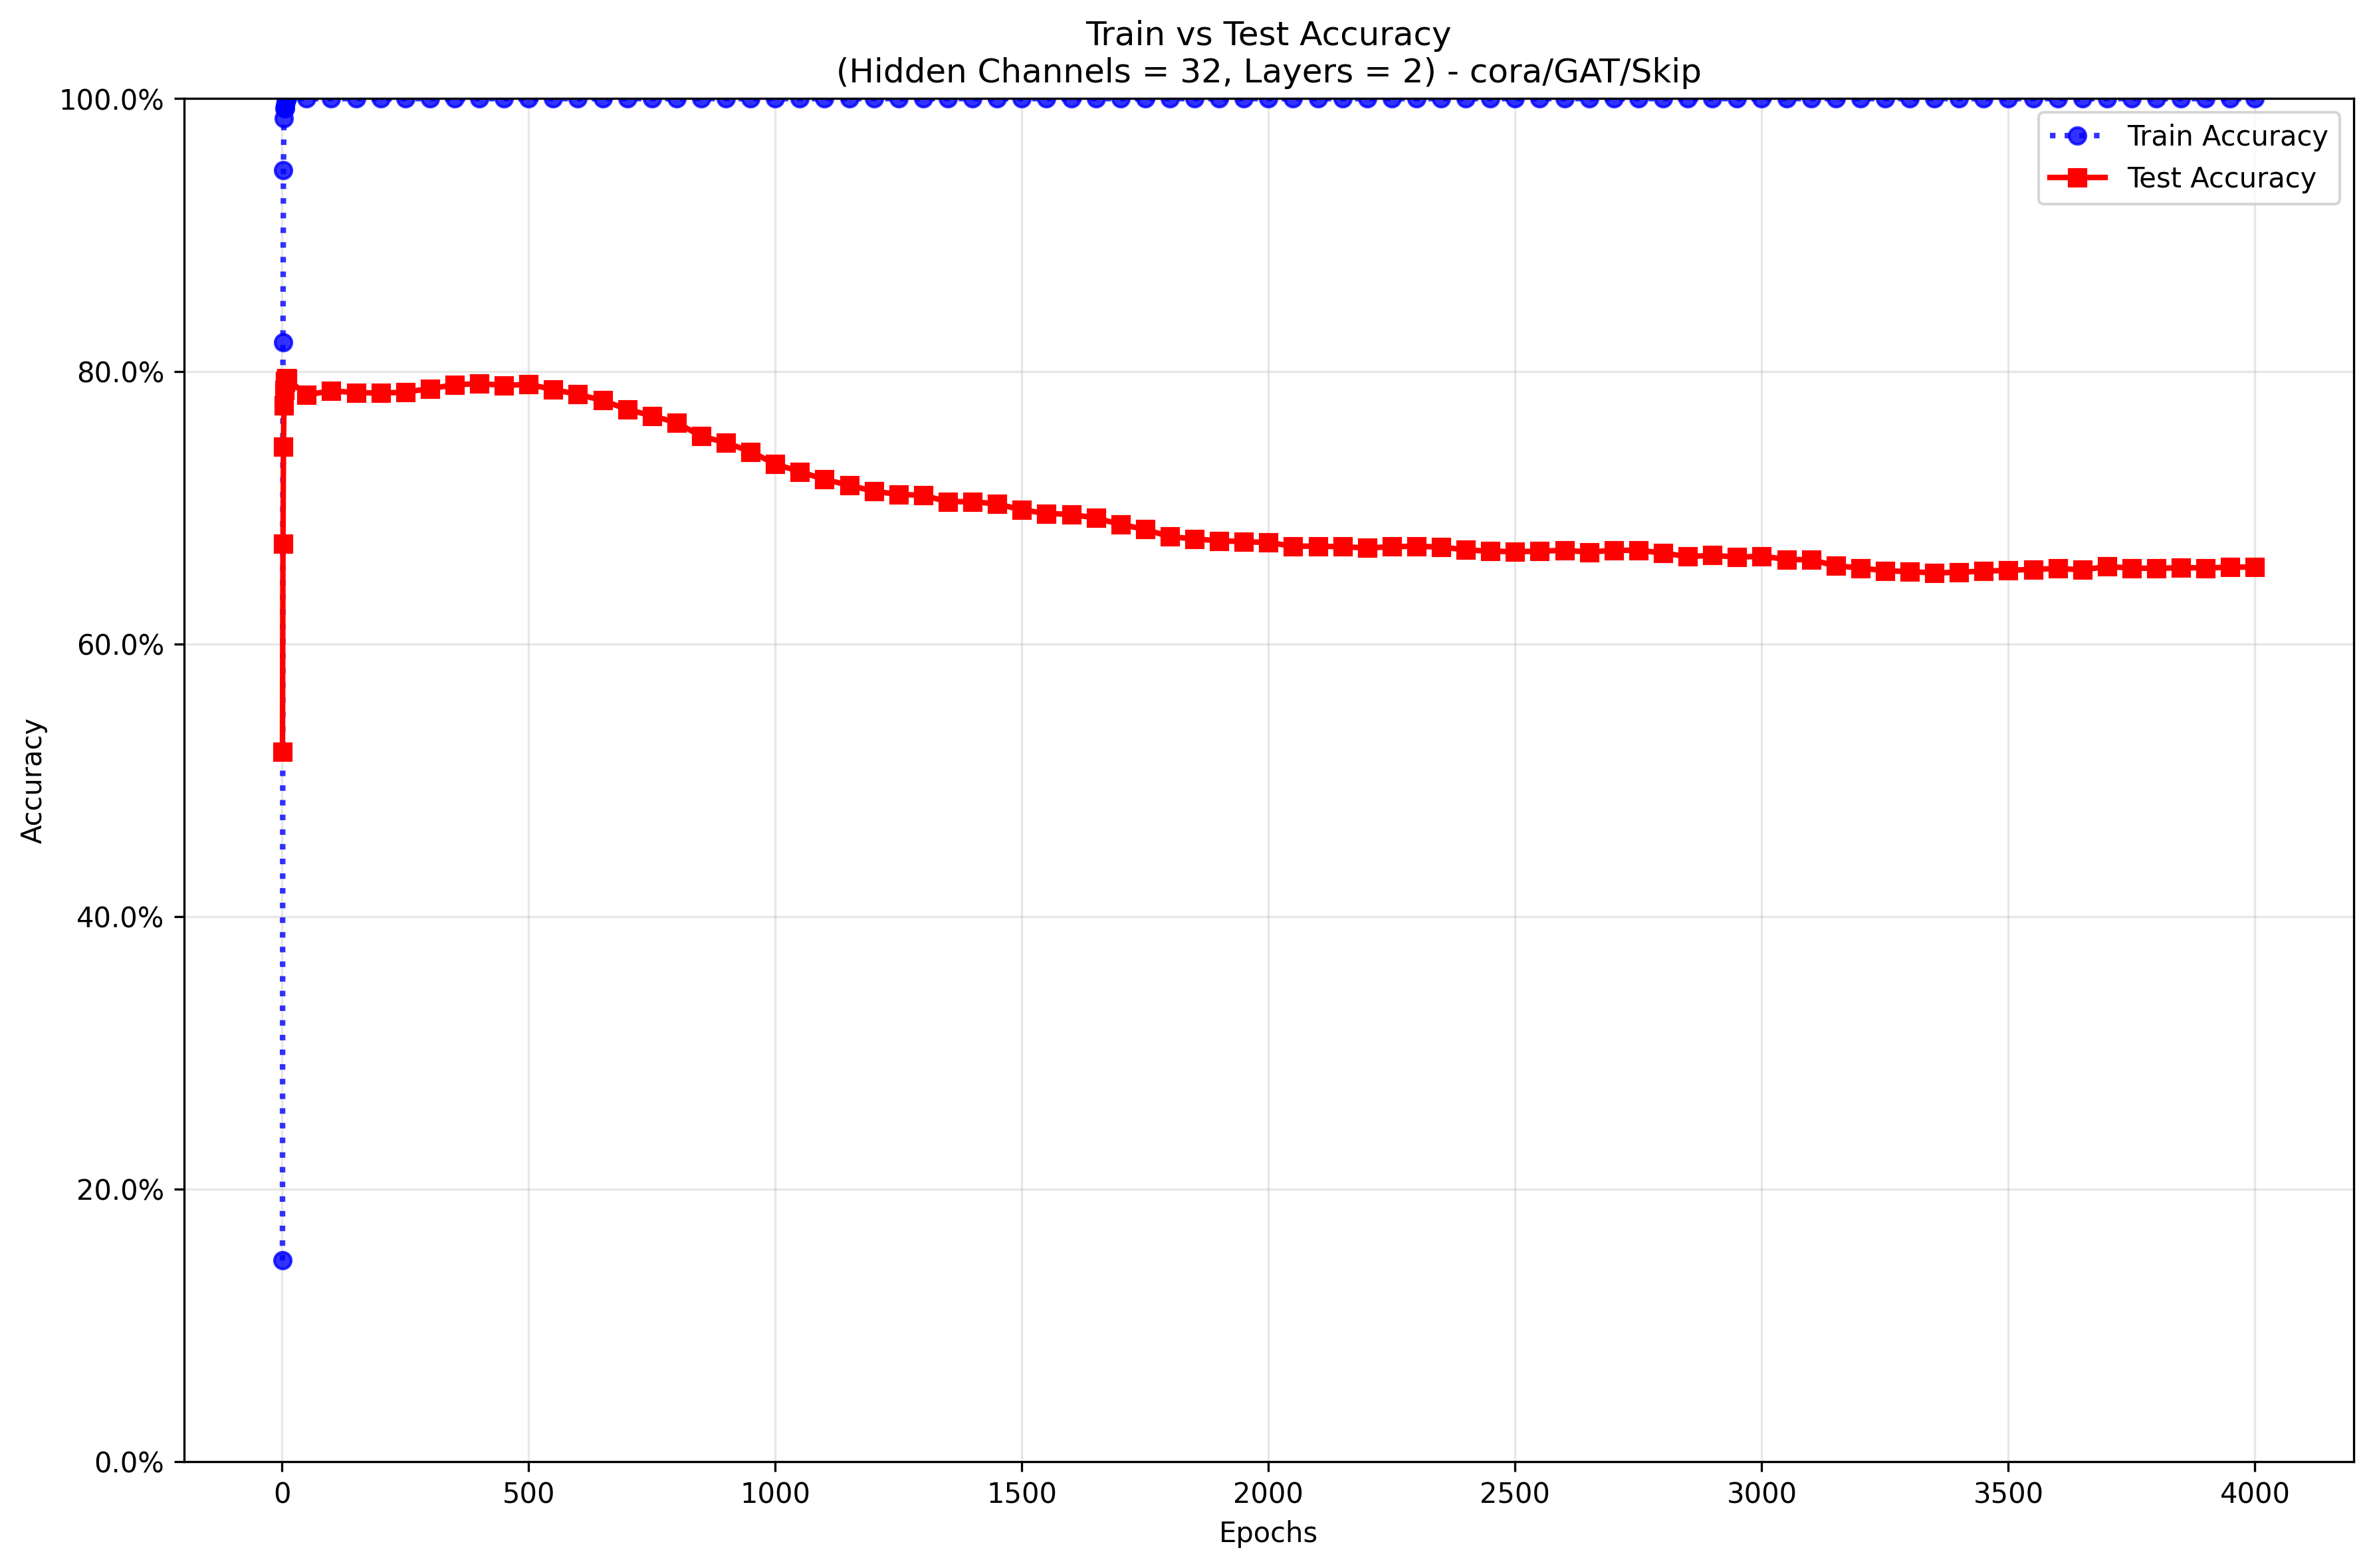 Train vs Test Accuracy
(Hidden Channels = 32, Layers = 2) - cora/GAT/Skip
100.0%
80.0%
60.0%
40.0%
20.0%
0.0%
Accuracy
Train Accuracy
Test Accuracy
0 500 1000 1500 2000 2500 3000 3500 4000
Epochs